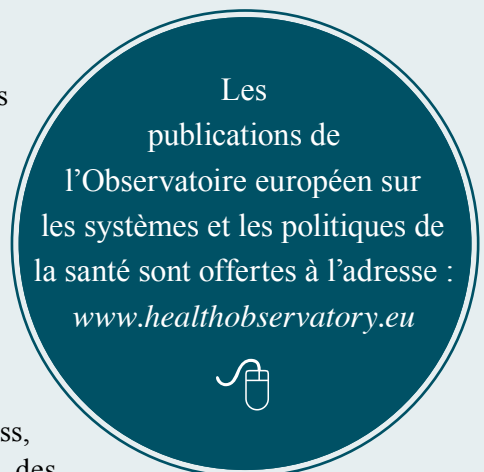 Les
publications de
l’Observatoire européen sur
les systèmes et les politiques de
la santé sont offertes à l’adresse :
www.healthobservatory.eu
des